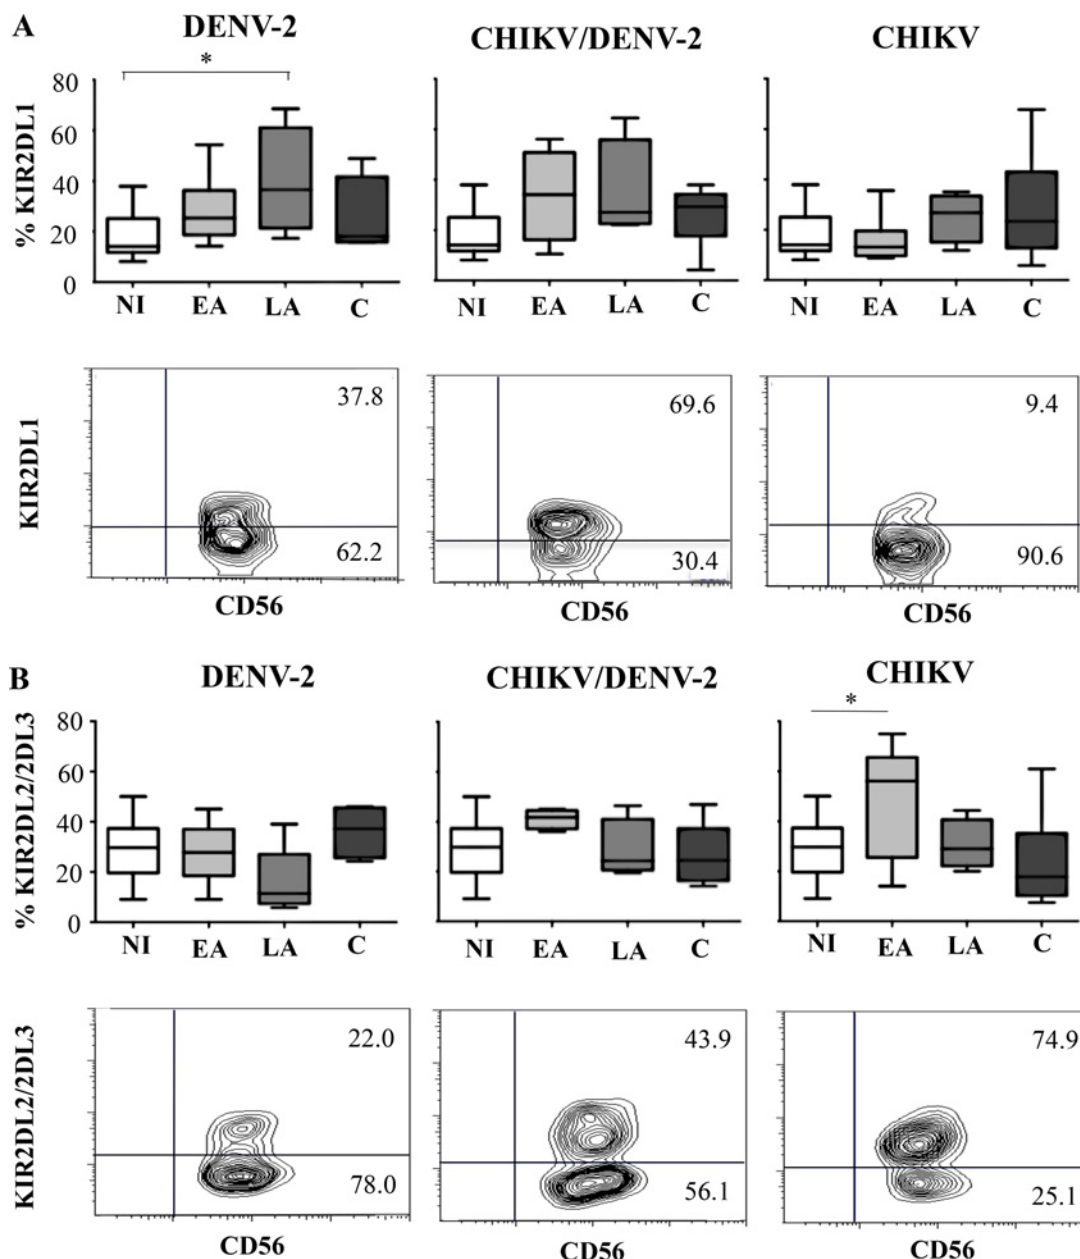 A
DENV-2 CHIKV/DENV-2 CHIKV
*
% KIR2DL1
80
60
40
20
0
NI EA LA C NI EA LA C NI EA LA C
KIR2DL1
37.8 69.6 9.4
62.2 30.4 90.6
CD56 CD56 CD56
B
DENV-2 CHIKV/DENV-2 CHIKV
*
% KIR2DL2/2DL3
80
60
40
20
0
NI EA LA C NI EA LA C NI EA LA C
KIR2DL2/2DL3
22.0 43.9 74.9
78.0 56.1 25.1
CD56 CD56 CD56